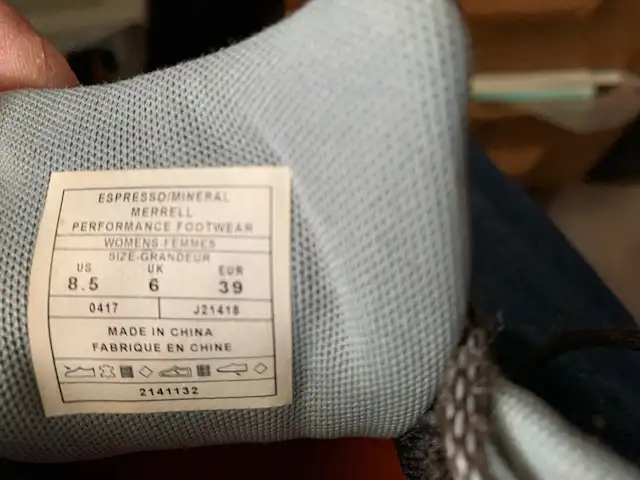 ESPRESSO/MINERAL
MERRELL
PERFORMANCE FOOTWEAR
WOMENS-FEMMES
SIZE-GRANDEUR
US UK EUR
8.5 6 39
0417 J21418
MADE IN CHINA
FABRIQUE EN CHINE
2141132